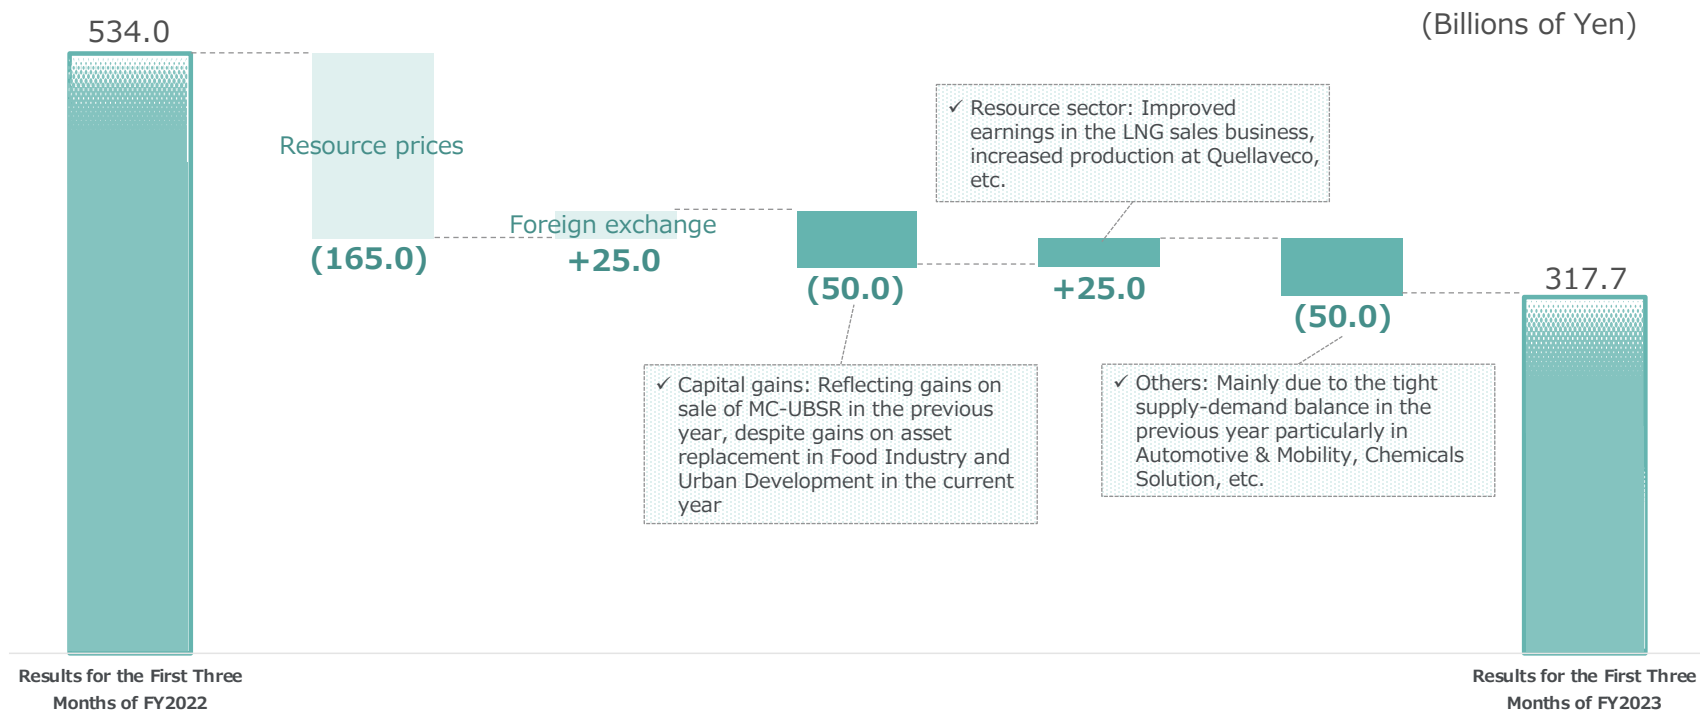 (Billions of Yen)
534.0
Resource prices
(165.0)
Foreign exchange
+25.0
(50.0)
✓ Capital gains: Reflecting gains on
sale of MC-UBSR in the previous
year, despite gains on asset
replacement in Food Industry and
Urban Development in the current
year
✓ Resource sector: Improved
earnings in the LNG sales business,
increased production at Quellaveco,
etc.
+25.0
(50.0)
✓ Others: Mainly due to the tight
supply-demand balance in the
previous year particularly in
Automotive & Mobility, Chemicals
Solution, etc.
317.7
Results for the First Three
Months of FY2022
Results for the First Three
Months of FY2023